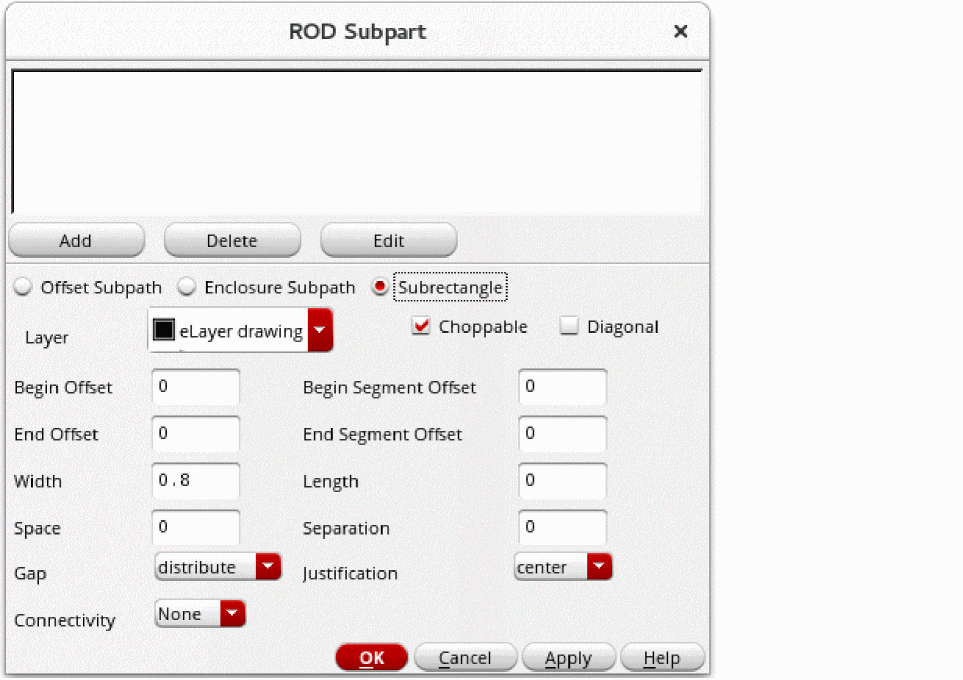 ROD Subpart
Add Delete Edit
Offset Subpath Enclosure Subpath Subrectangle
Layer eLayer drawing Choppable Diagonal
Begin Offset 0 Begin Segment Offset 0
End Offset 0 End Segment Offset 0
Width 0.8 Length 0
Space 0 Separation 0
Gap distribute Justification center
Connectivity None
OK Cancel Apply Help